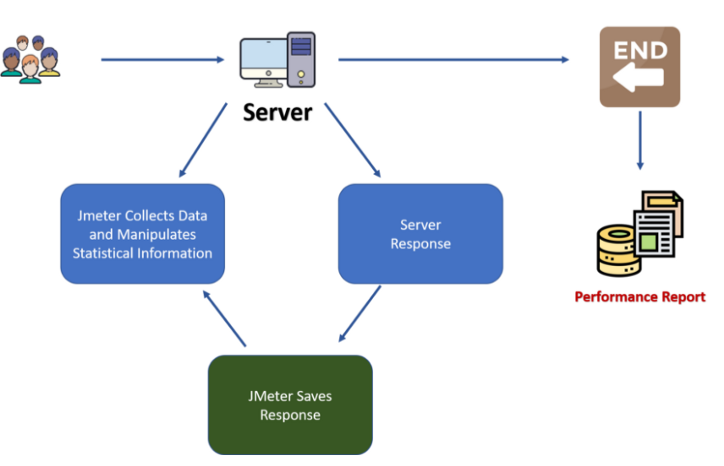 END
Server
Jmeter Collects Data
and Manipulates
Statistical Information
Server
Response
Performance Report
JMeter Saves
Response